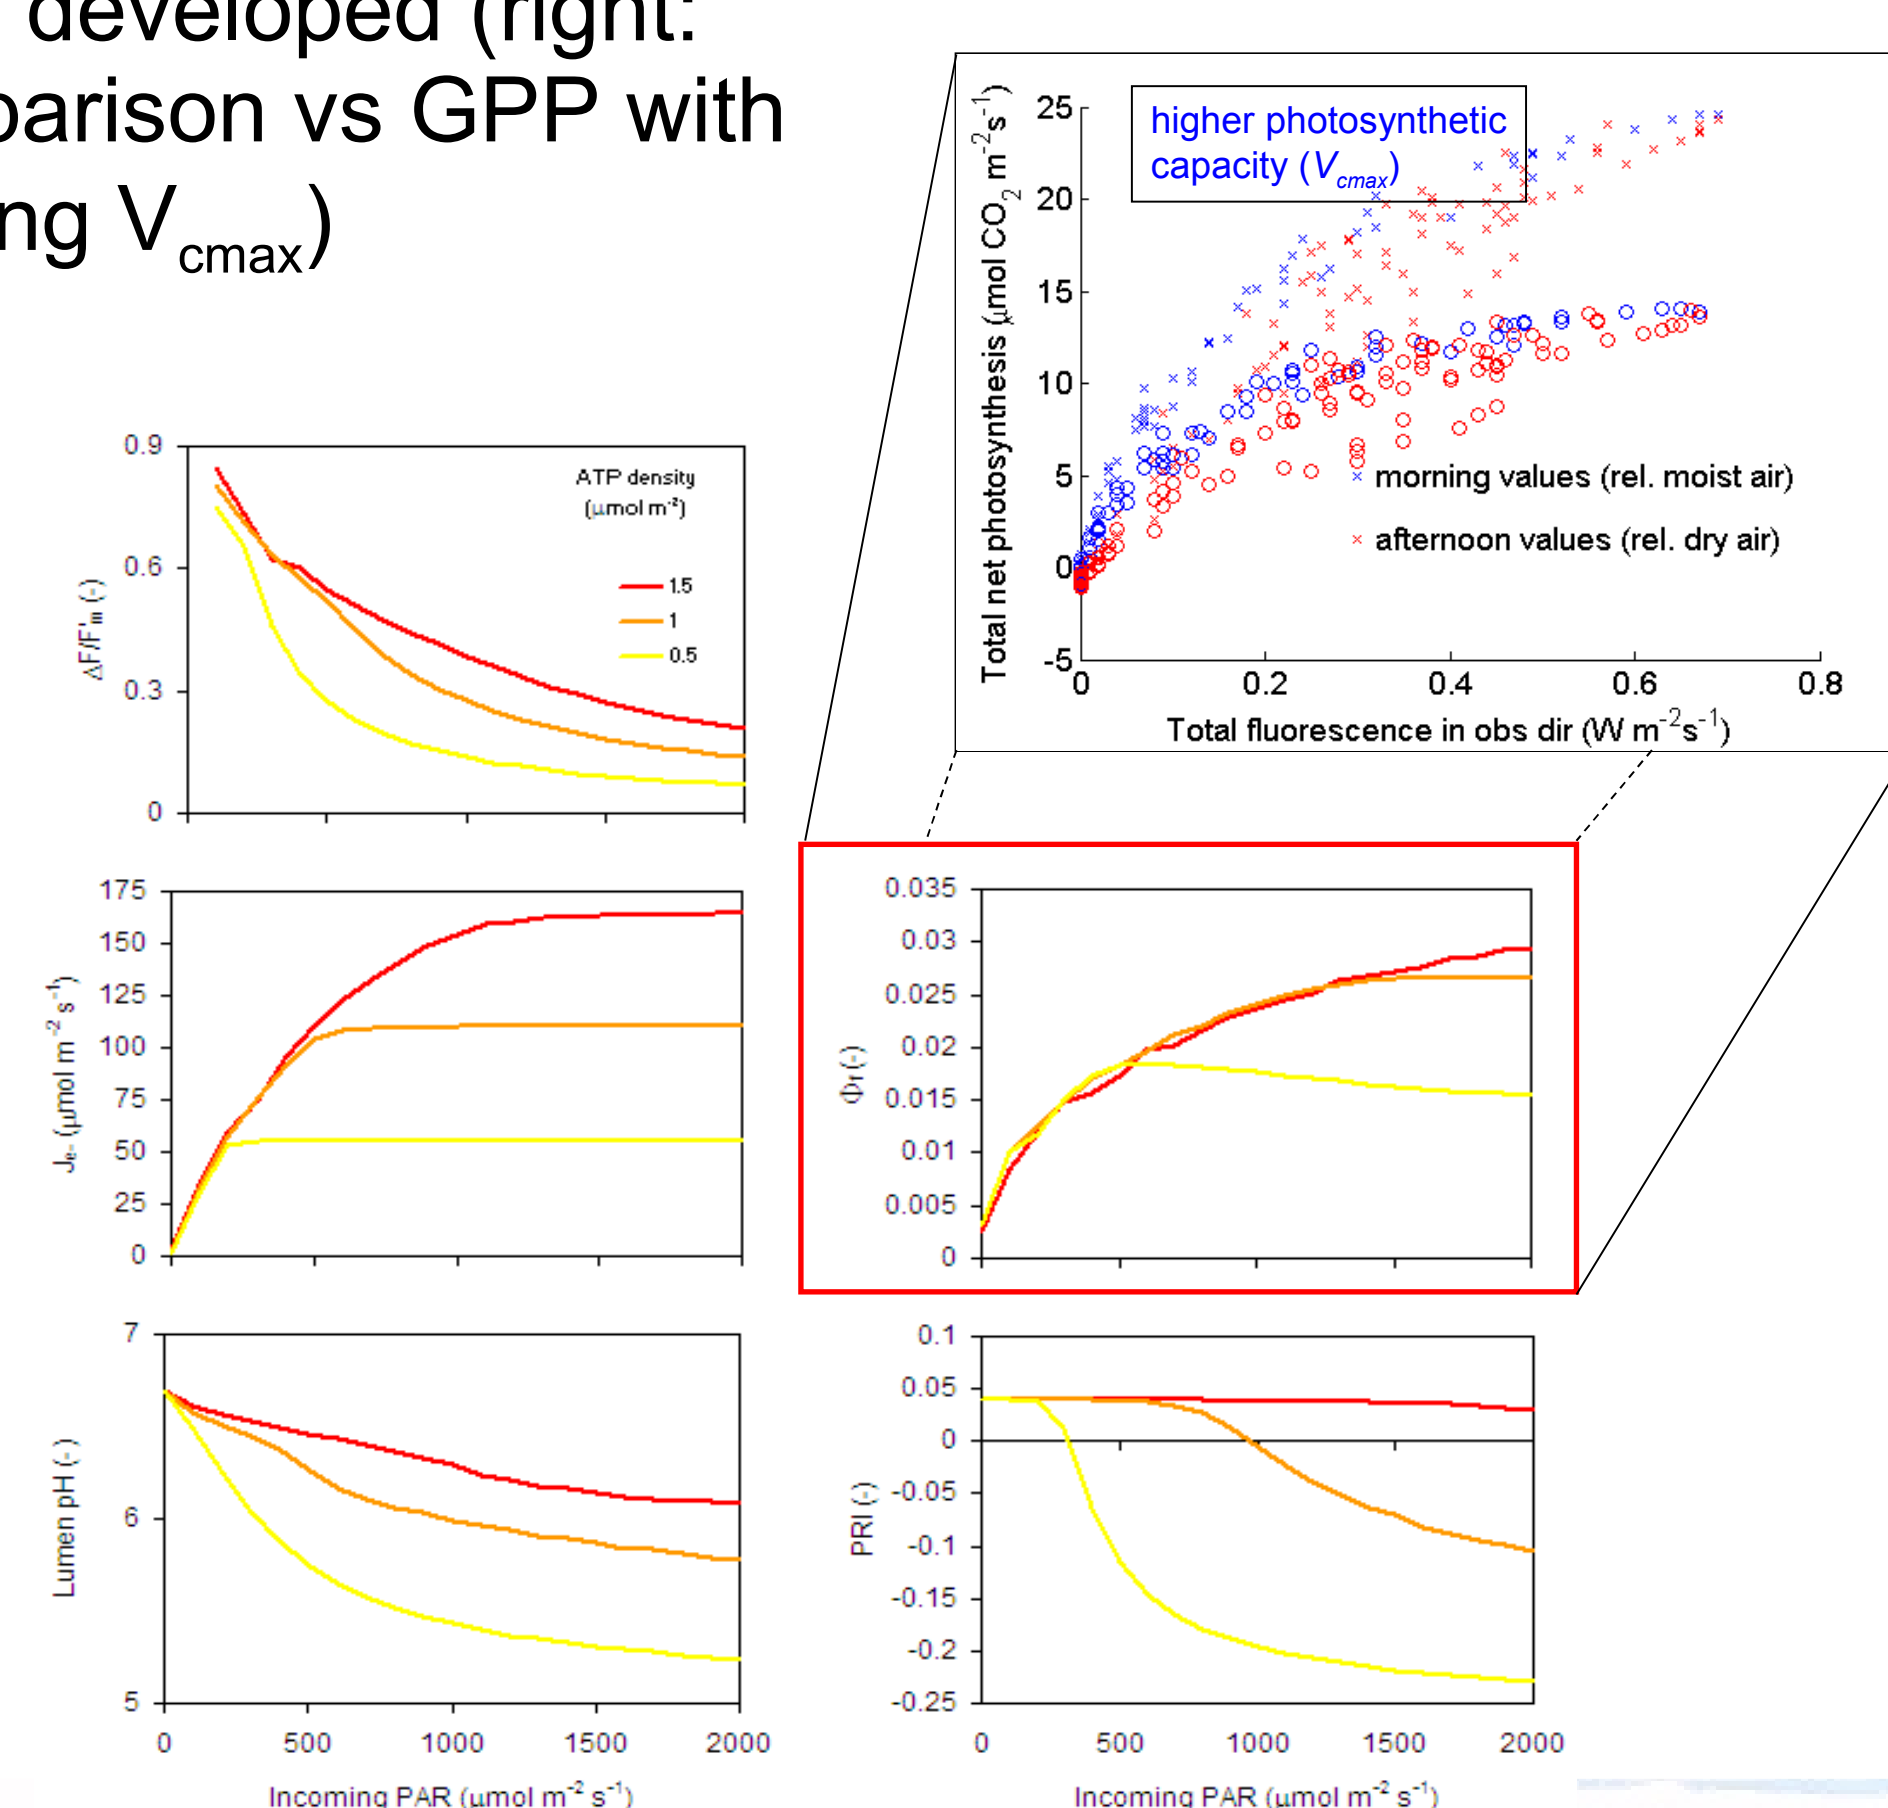 developed (right:
parison vs GPP with
ng V_cmax)
higher photosynthetic
capacity (V_cmax)
Total net photosynthesis (μmol CO₂ m⁻²s⁻¹)
25
20
15
10
5
0
-5
0 0.2 0.4 0.6 0.8
Total fluorescence in obs dir (W m⁻²s⁻¹)
× morning values (rel. moist air)
× afternoon values (rel. dry air)
ΔF/F'm (-)
0.9
0.6
0.3
0
ATP density
(μmol m⁻²)
1.5
1
0.5
Je- (μmol m⁻² s⁻¹)
175
150
125
100
75
50
25
0
Φf (-)
0.035
0.03
0.025
0.02
0.015
0.01
0.005
0
Lumen pH (-)
7
6
5
0 500 1000 1500 2000
Incoming PAR (μmol m⁻² s⁻¹)
PRI (-)
0.1
0.05
0
-0.05
-0.1
-0.15
-0.2
-0.25
0 500 1000 1500 2000
Incoming PAR (μmol m⁻² s⁻¹)